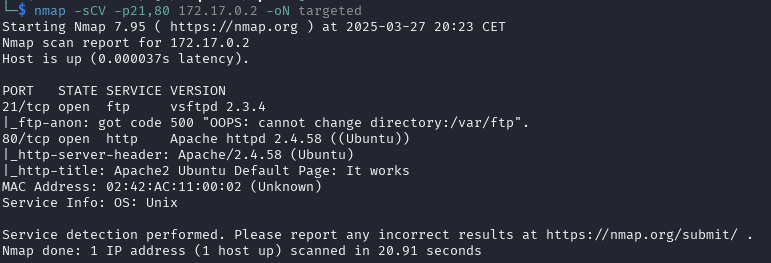 └─$ nmap -sCV -p21,80 172.17.0.2 -oN targeted
Starting Nmap 7.95 ( https://nmap.org ) at 2025-03-27 20:23 CET
Nmap scan report for 172.17.0.2
Host is up (0.000037s latency).

PORT   STATE SERVICE VERSION
21/tcp open  ftp     vsftpd 2.3.4
|_ftp-anon: got code 500 "OOPS: cannot change directory:/var/ftp".
80/tcp open  http    Apache httpd 2.4.58 ((Ubuntu))
|_http-server-header: Apache/2.4.58 (Ubuntu)
|_http-title: Apache2 Ubuntu Default Page: It works
MAC Address: 02:42:AC:11:00:02 (Unknown)
Service Info: OS: Unix

Service detection performed. Please report any incorrect results at https://nmap.org/submit/ .
Nmap done: 1 IP address (1 host up) scanned in 20.91 seconds